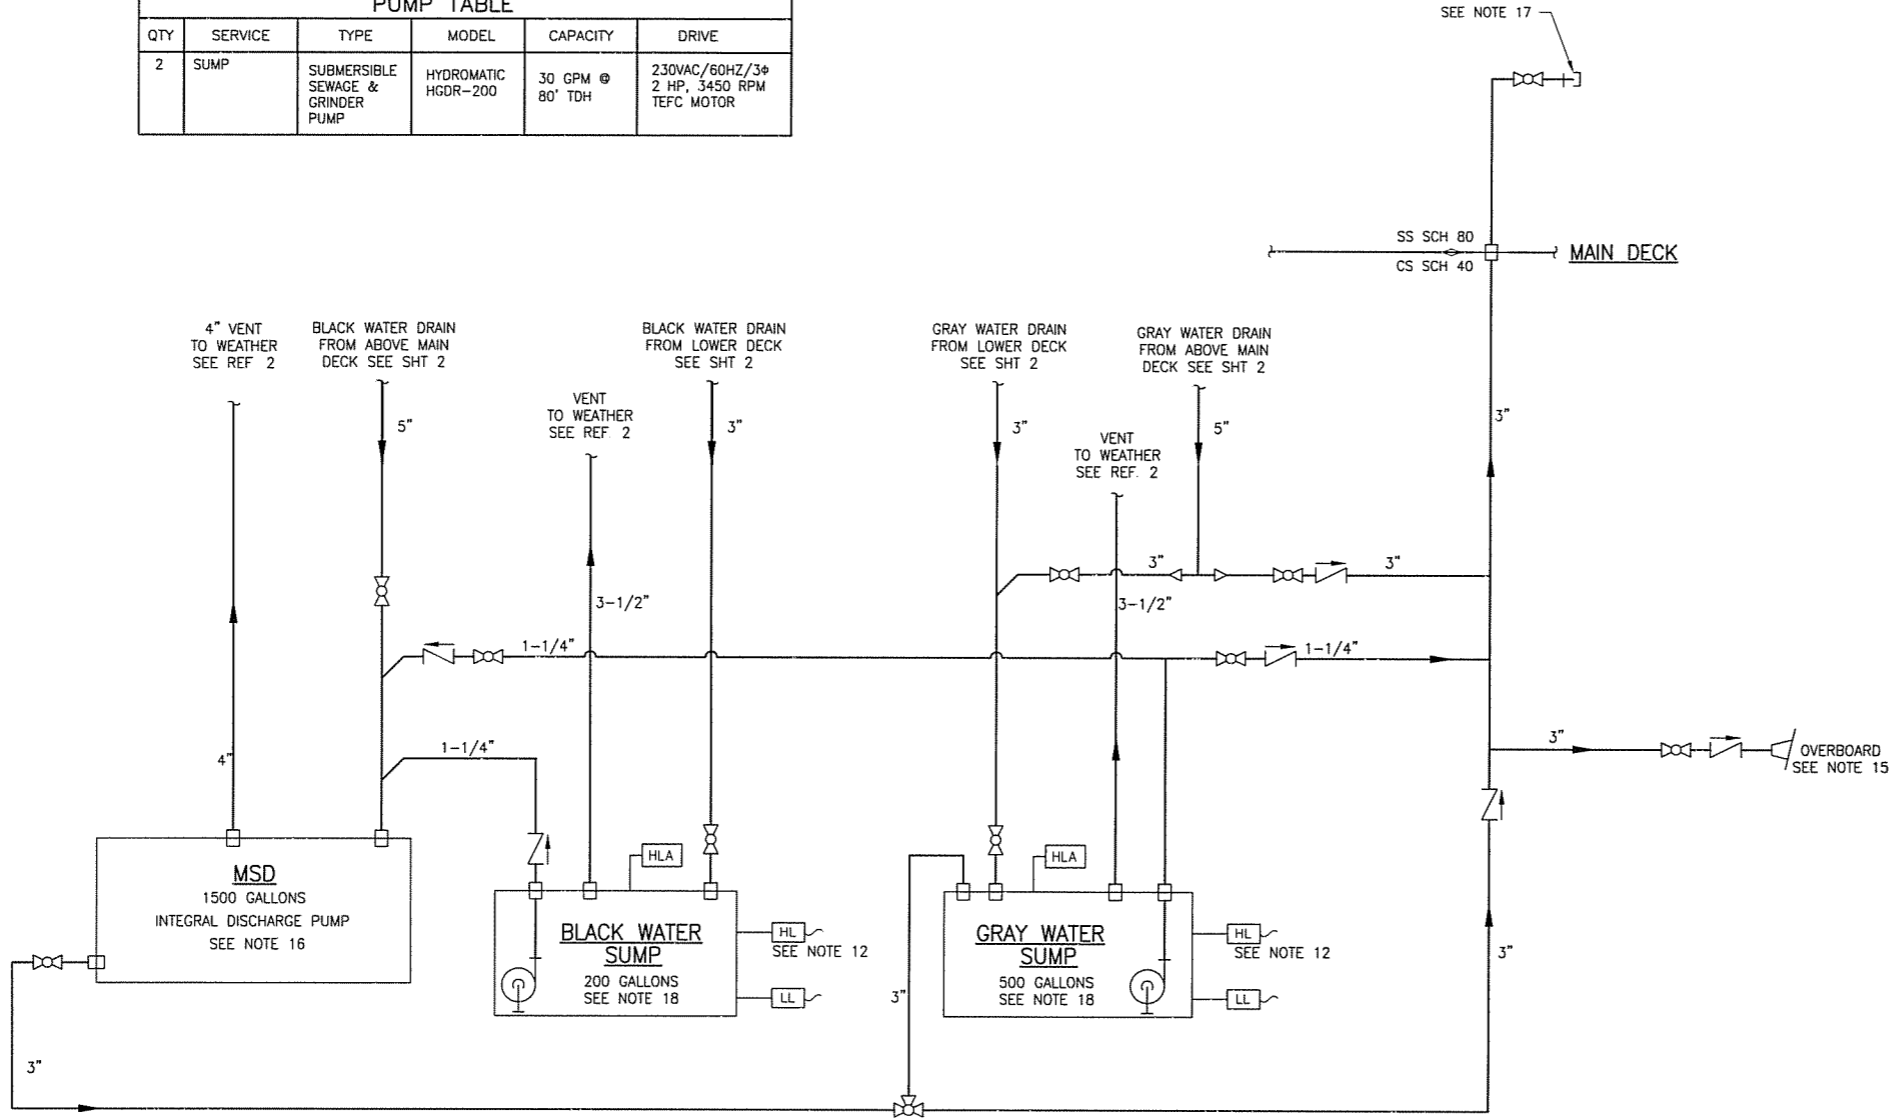 PUMP TABLE
QTY SERVICE TYPE MODEL CAPACITY DRIVE
2 SUMP
SUBMERSIBLE
SEWAGE &
GRINDER
PUMP
HYDROMATIC
HGDR-200
30 GPM @
80' TDH
230VAC/60HZ/3Φ
2 HP, 3450 RPM
TEFC MOTOR
SEE NOTE 17
SS SCH 80
CS SCH 40
MAIN DECK
4" VENT
TO WEATHER
SEE REF 2
BLACK WATER DRAIN
FROM ABOVE MAIN
DECK SEE SHT 2
VENT
TO WEATHER
SEE REF. 2
BLACK WATER DRAIN
FROM LOWER DECK
SEE SHT 2
GRAY WATER DRAIN
FROM LOWER DECK
SEE SHT 2
VENT
TO WEATHER
SEE REF. 2
GRAY WATER DRAIN
FROM ABOVE MAIN
DECK SEE SHT 2
5"
3"
3"
5"
3"
3"
3"
3-1/2"
3-1/2"
1-1/4"
1-1/4"
1-1/4"
4"
3"
OVERBOARD
SEE NOTE 15
MSD
1500 GALLONS
INTEGRAL DISCHARGE PUMP
SEE NOTE 16
HLA
BLACK WATER
SUMP
200 GALLONS
SEE NOTE 18
HL
SEE NOTE 12
LL
HLA
GRAY WATER
SUMP
500 GALLONS
SEE NOTE 18
HL
SEE NOTE 12
LL
3"
3"
3"